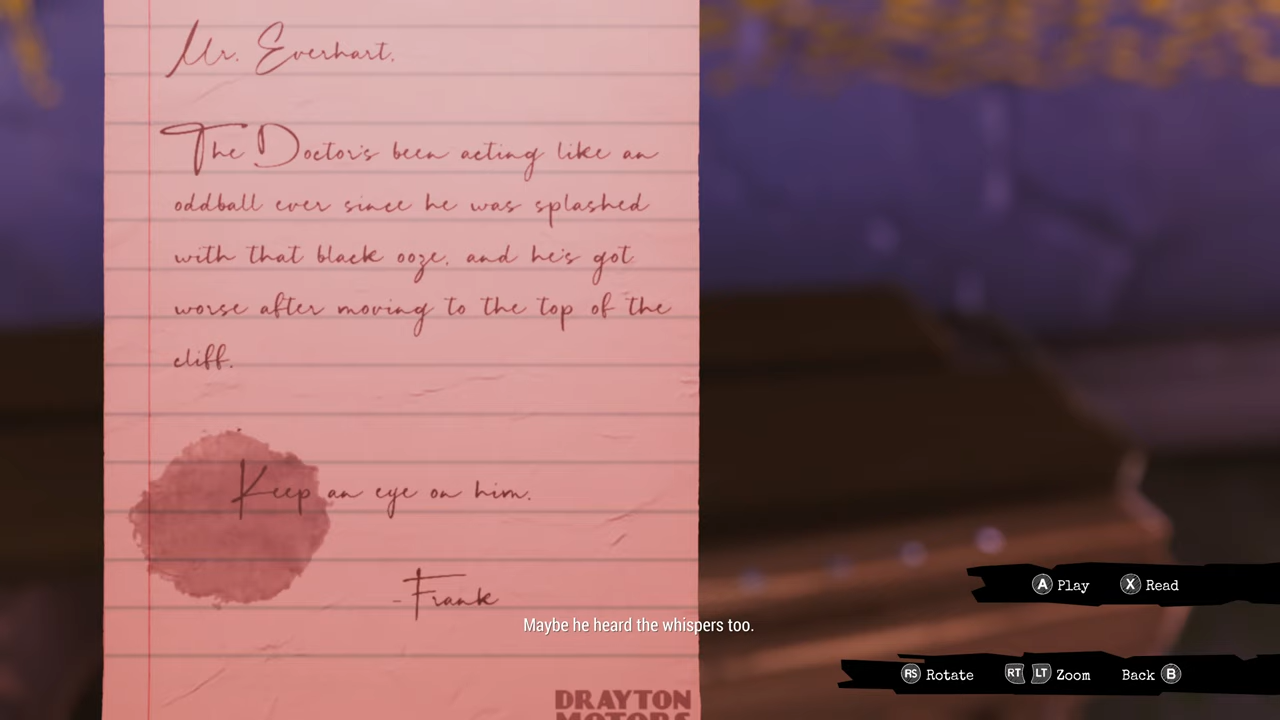 Mr. Everhart,
The Doctor's been acting like an
oddball ever since he was splashed
with that black ooze, and he's got
worse after moving to the top of the
cliff.
Keep an eye on him.
- Frank
Maybe he heard the whispers too.
DRAYTON
MOTORS
A Play X Read
RS Rotate RT LT Zoom Back B